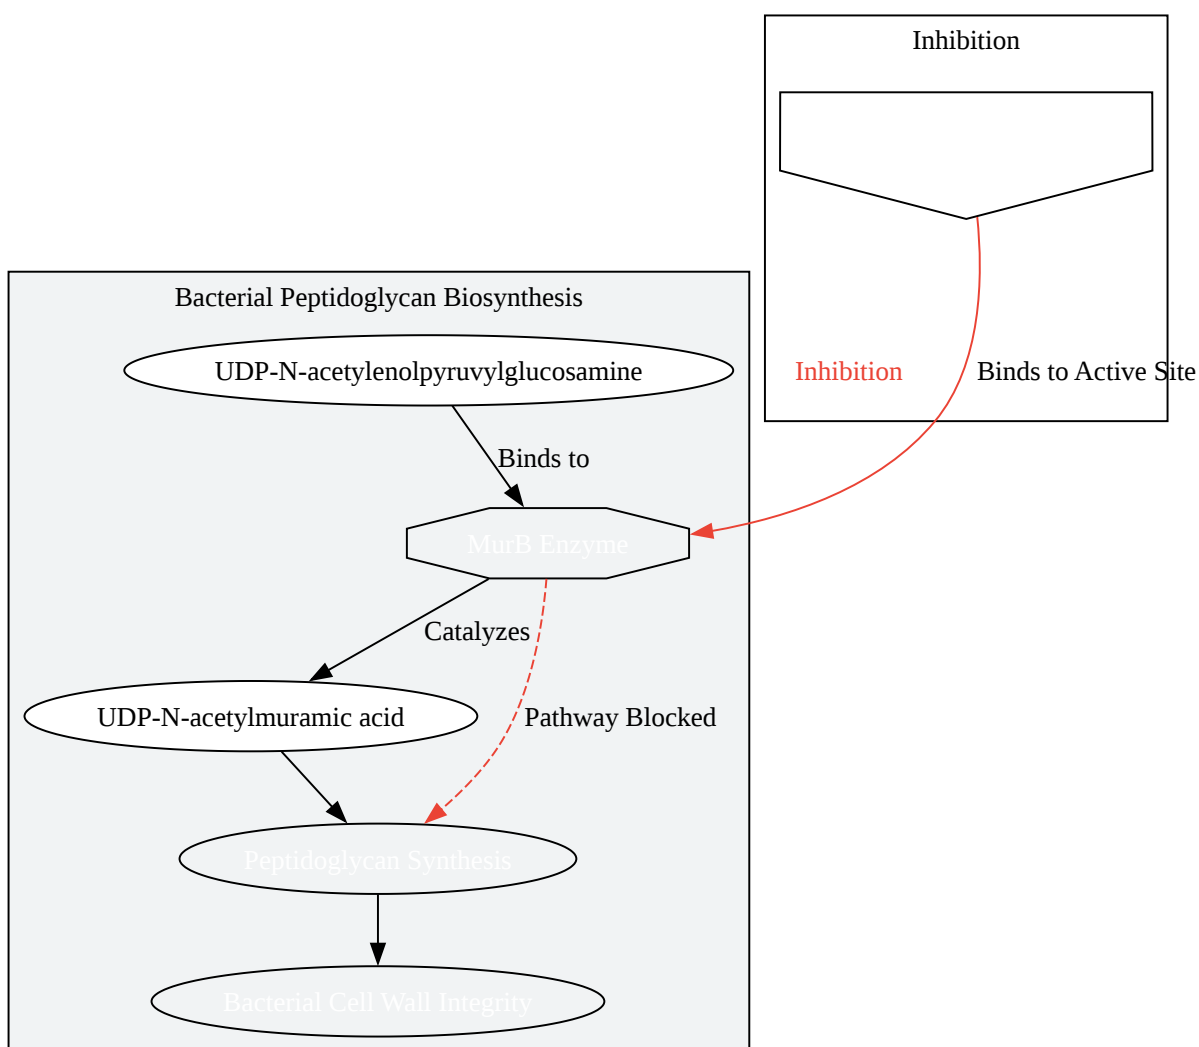 Inhibition
Bacterial Peptidoglycan Biosynthesis
UDP-N-acetylenolpyruvylglucosamine
Inhibition
Binds to Active Site
Binds to
MurB Enzyme
Catalyzes
UDP-N-acetylmuramic acid
Pathway Blocked
Peptidoglycan Synthesis
Bacterial Cell Wall Integrity